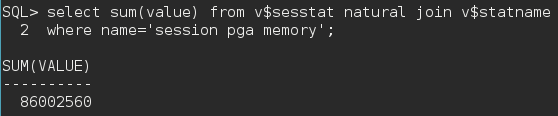 SQL> select sum(value) from v$sesstat natural join v$statname
  2  where name='session pga memory';
SUM(VALUE)
----------
  86002560